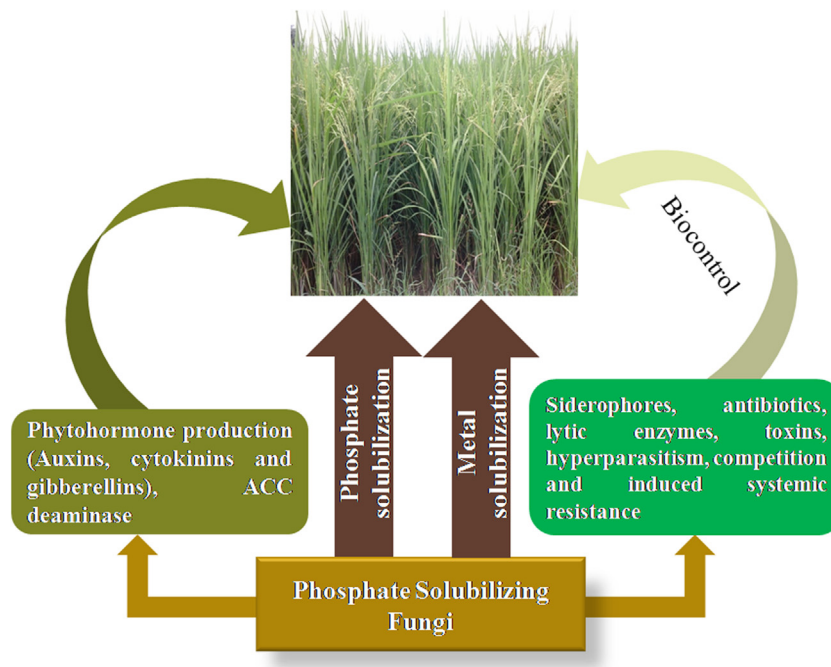 Biocontrol
Phytohormone production
(Auxins, cytokinins and
gibberellins), ACC
deaminase
Phosphate
solubilization
Metal
solubilization
Siderophores, antibiotics,
lytic enzymes, toxins,
hyperparasitism, competition
and induced systemic
resistance
Phosphate Solubilizing
Fungi